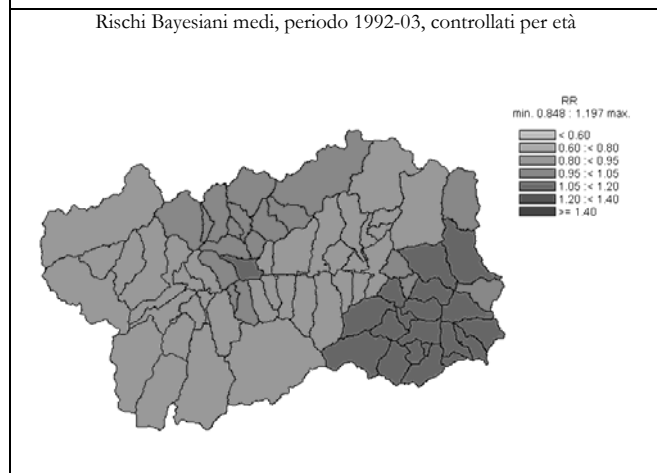 Rischi Bayesiani medi, periodo 1992-03, controllati per età
RR
min. 0.848 : 1.197 max.
< 0.60
0.60 :< 0.80
0.80 :< 0.95
0.95 :< 1.05
1.05 :< 1.20
1.20 :< 1.40
>= 1.40